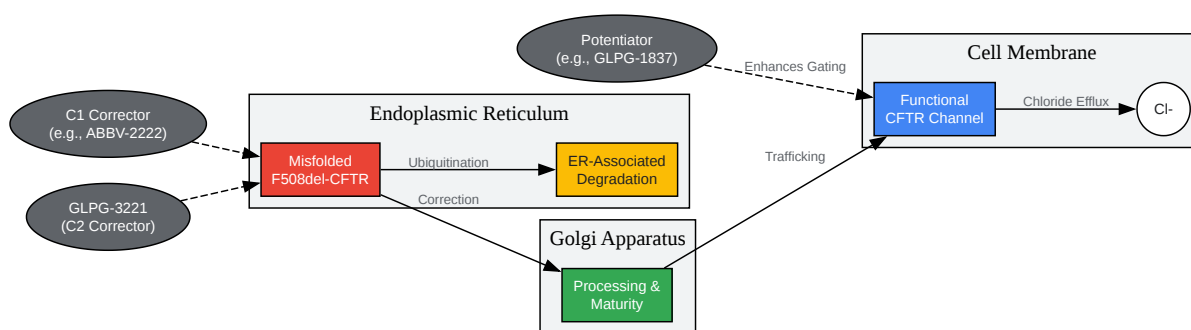 Potentiator
(e.g., GLPG-1837)
Enhances Gating
Cell Membrane
Functional
CFTR Channel
Chloride Efflux
Cl-
C1 Corrector
(e.g., ABBV-2222)
Endoplasmic Reticulum
Misfolded
F508del-CFTR
Ubiquitination
ER-Associated
Degradation
Trafficking
Correction
GLPG-3221
(C2 Corrector)
Golgi Apparatus
Processing &
Maturity